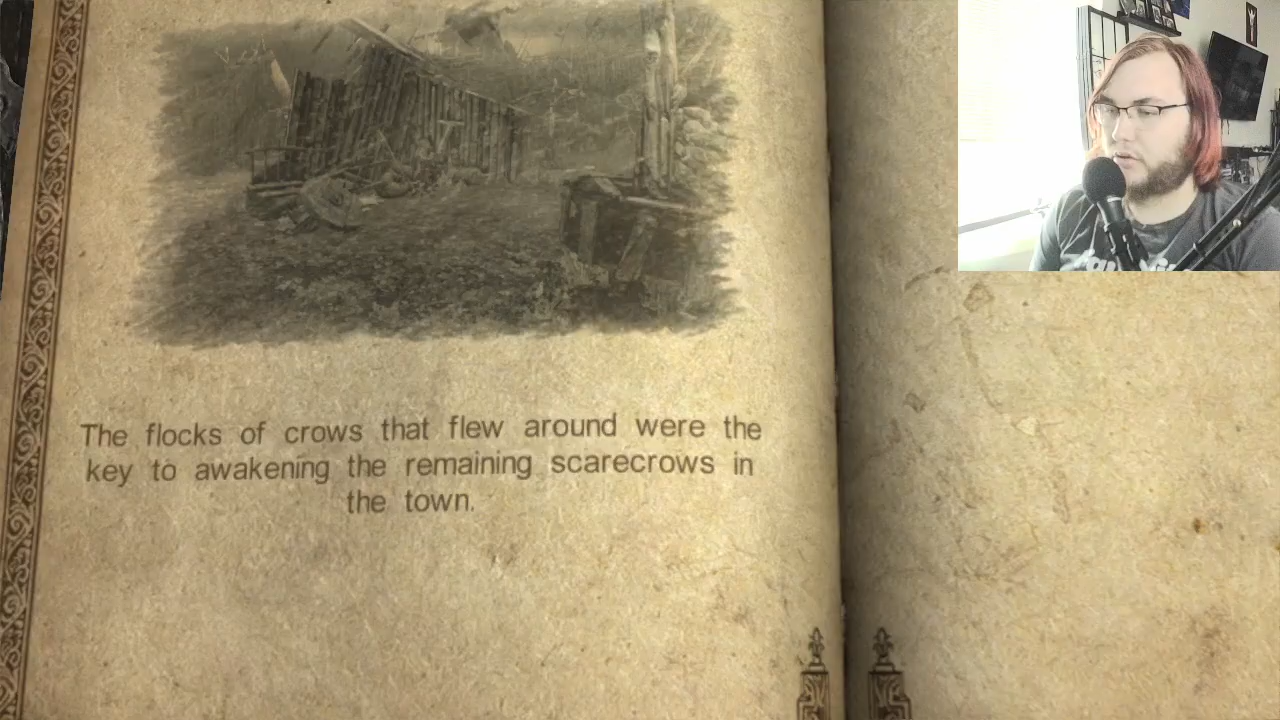 The flocks of crows that flew around were the
key to awakening the remaining scarecrows in
the town.